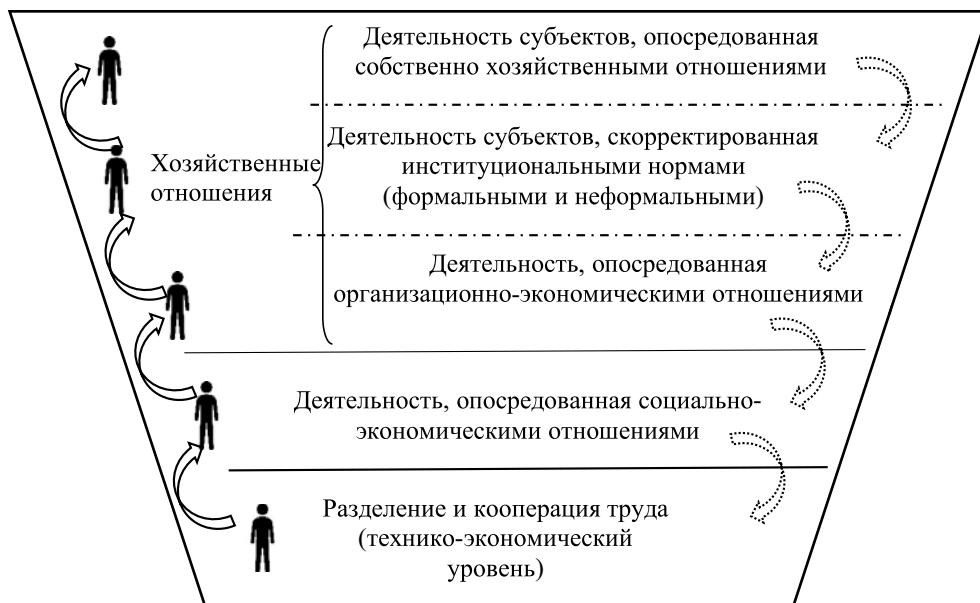 Деятельность субъектов, опосредованная
собственно хозяйственными отношениями
Хозяйственные
отношения
Деятельность субъектов, скорректированная
институциональными нормами
(формальными и неформальными)
Деятельность, опосредованная
организационно-экономическими отношениями
Деятельность, опосредованная социально-
экономическими отношениями
Разделение и кооперация труда
(технико-экономический
уровень)